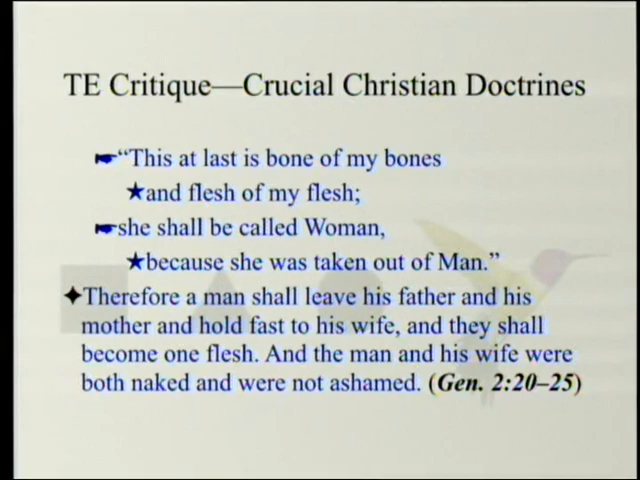 TE Critique—Crucial Christian Doctrines
“This at last is bone of my bones
and flesh of my flesh;
she shall be called Woman,
because she was taken out of Man.”
Therefore a man shall leave his father and his
mother and hold fast to his wife, and they shall
become one flesh. And the man and his wife were
both naked and were not ashamed. (Gen. 2:20–25)